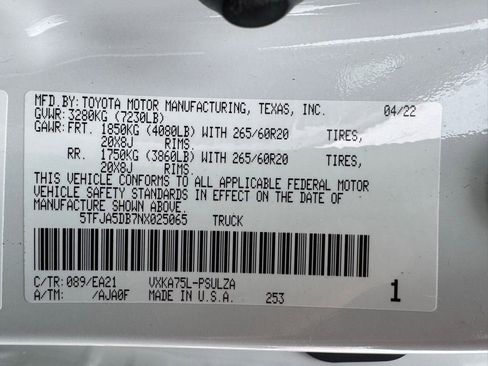 MFD.BY:TOYOTA MOTOR MANUFACTURING, TEXAS, INC. 04/22
GVWR:3280KG (7230LB)
GAWR:FRT. 1850KG (4080LB) WITH 265/60R20 TIRES,
20X8J RIMS.
RR. 1750KG (3860LB) WITH 265/60R20 TIRES,
20X8J RIMS.
THIS VEHICLE CONFORMS TO ALL APPLICABLE FEDERAL MOTOR
VEHICLE SAFETY STANDARDS IN EFFECT ON THE DATE OF
MANUFACTURE SHOWN ABOVE.
5TFJA5DB7NX025065 TRUCK
C/TR:089/EA21 VXKA75L-PSULZA
A/TM: /AJA0F MADE IN U.S.A. 253 1